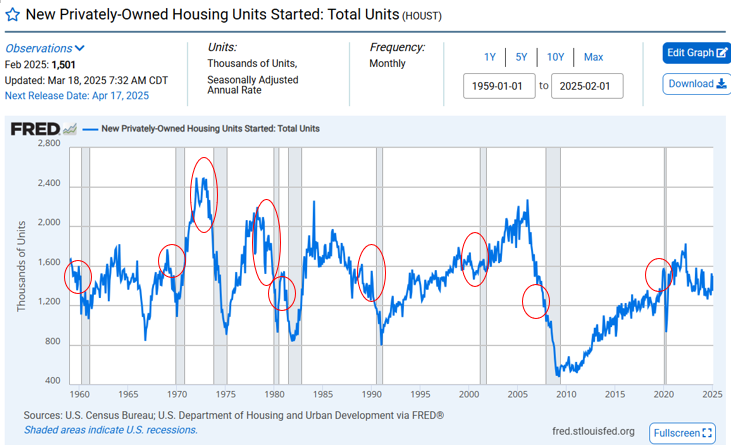 New Privately-Owned Housing Units Started: Total Units (HOUST)
Observations
Feb 2025: 1,501
Updated: Mar 18, 2025 7:32 AM CDT
Next Release Date: Apr 17, 2025
Units:
Thousands of Units,
Seasonally Adjusted
Annual Rate
Frequency:
Monthly
1Y | 5Y | 10Y | Max
1959-01-01 to 2025-02-01
Edit Graph
Download
FRED New Privately-Owned Housing Units Started: Total Units
Thousands of Units
2,800
2,400
2,000
1,600
1,200
800
400
1960 1965 1970 1975 1980 1985 1990 1995 2000 2005 2010 2015 2020 2025
Sources: U.S. Census Bureau; U.S. Department of Housing and Urban Development via FRED®
Shaded areas indicate U.S. recessions.
fred.stlouisfed.org
Fullscreen